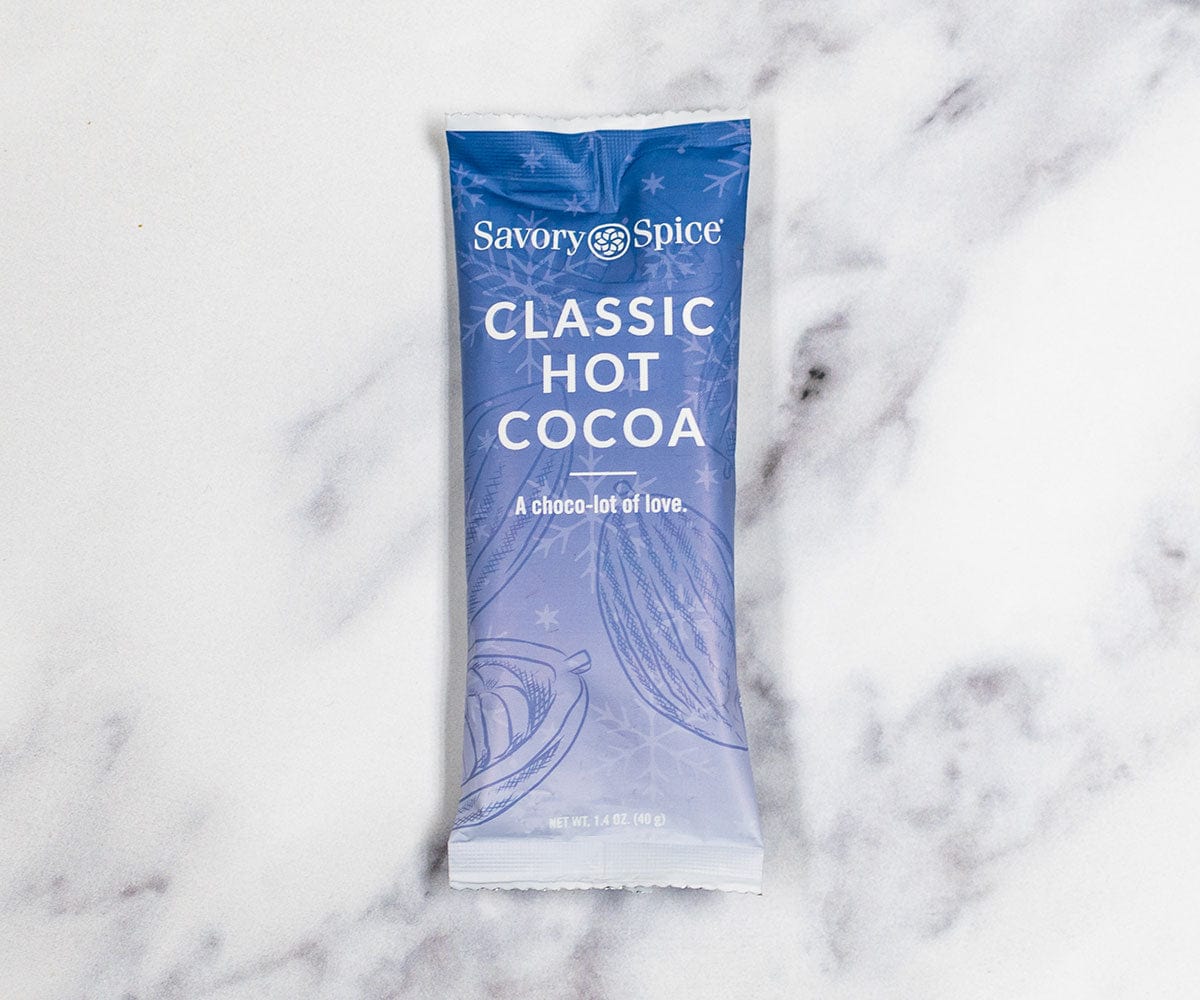 Savory Spice®
CLASSIC
HOT
COCOA
A choco-lot of love.
NET WT. 1.4 OZ. (40 g)